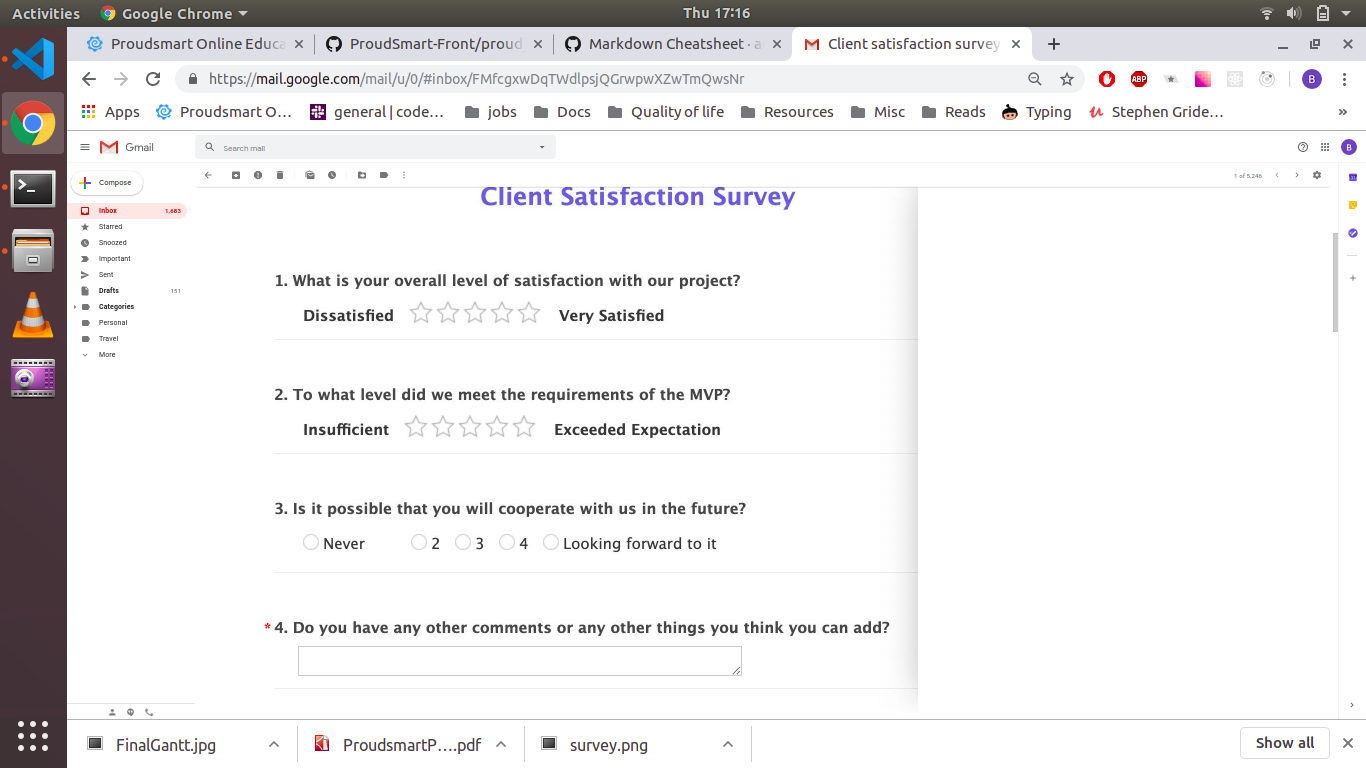 Activities Google Chrome Thu 17:16
Proudsmart Online Educa ProudSmart-Front/proud Markdown Cheatsheet · a Client satisfaction survey
https://mail.google.com/mail/u/0/#inbox/FMfcgxwDqTWdlpsjQGrwpwXZwTmQwsNr ABP B
Apps Proudsmart O... general | code... jobs Docs Quality of life Resources Misc Reads Typing Stephen Gride... »
Gmail Search mail B
Compose 1 of 5,246
Client Satisfaction Survey
Inbox 1,683
Starred
Snoozed
Important
Sent
Drafts 151
Categories
Personal
Travel
More
1. What is your overall level of satisfaction with our project?
Dissatisfied Very Satisfied
2. To what level did we meet the requirements of the MVP?
Insufficient Exceeded Expectation
3. Is it possible that you will cooperate with us in the future?
Never 2 3 4 Looking forward to it
* 4. Do you have any other comments or any other things you think you can add?
FinalGantt.jpg ProudsmartP....pdf survey.png Show all